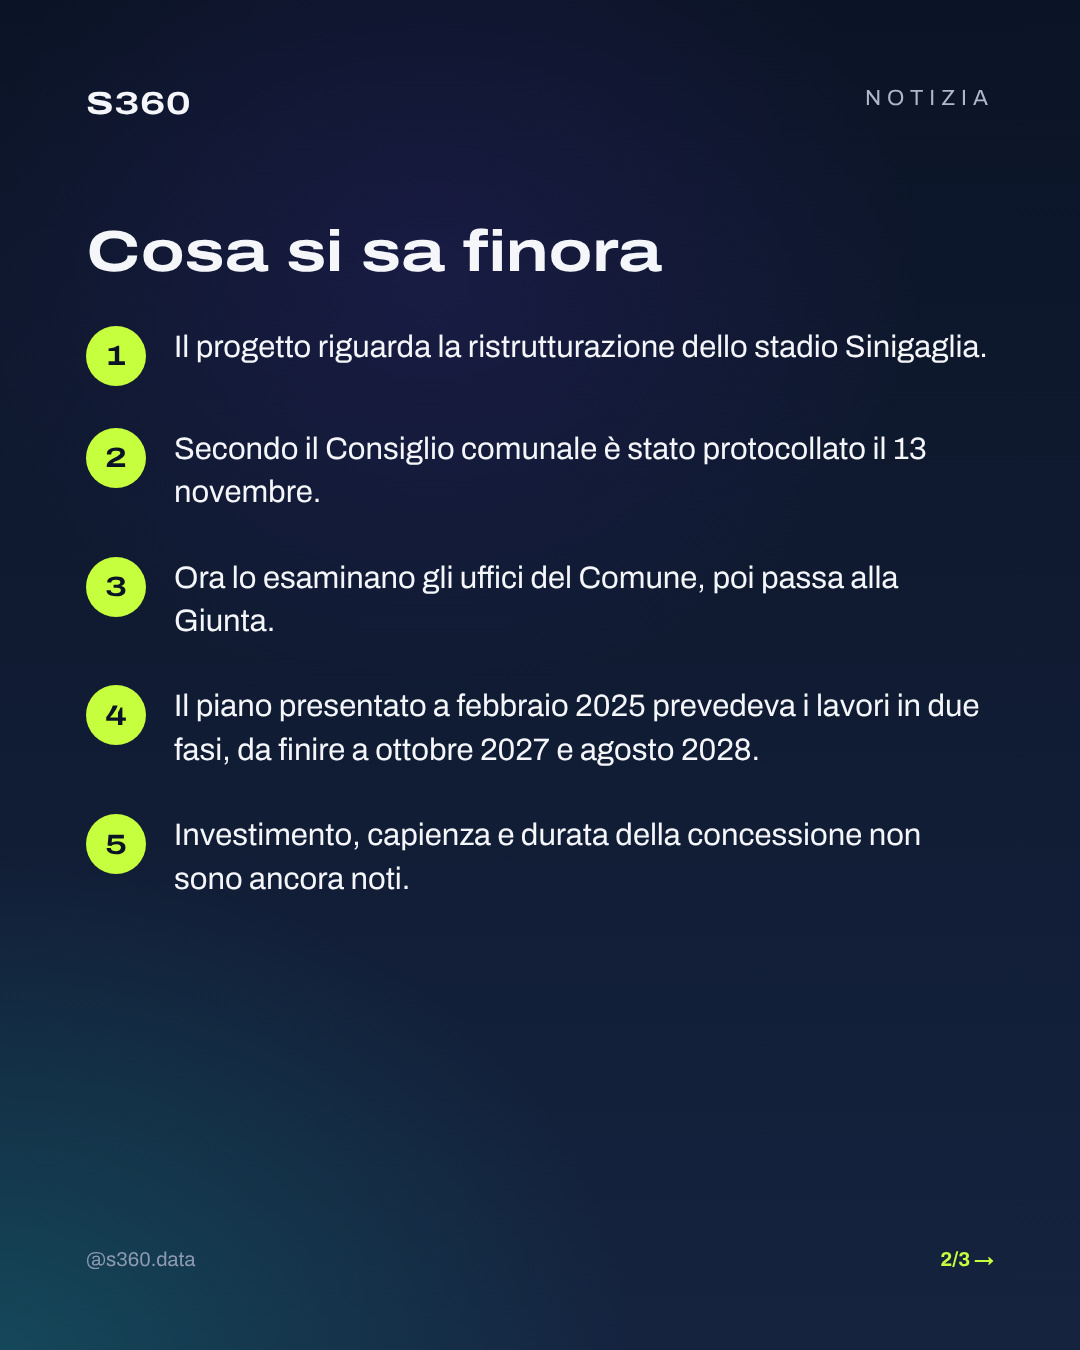 S360
NOTIZIA
Cosa si sa finora
1
Il progetto riguarda la ristrutturazione dello stadio Sinigaglia.
2
Secondo il Consiglio comunale è stato protocollato il 13
novembre.
3
Ora lo esaminano gli uffici del Comune, poi passa alla
Giunta.
4
Il piano presentato a febbraio 2025 prevedeva i lavori in due
fasi, da finire a ottobre 2027 e agosto 2028.
5
Investimento, capienza e durata della concessione non
sono ancora noti.
@s360.data
2/3 →